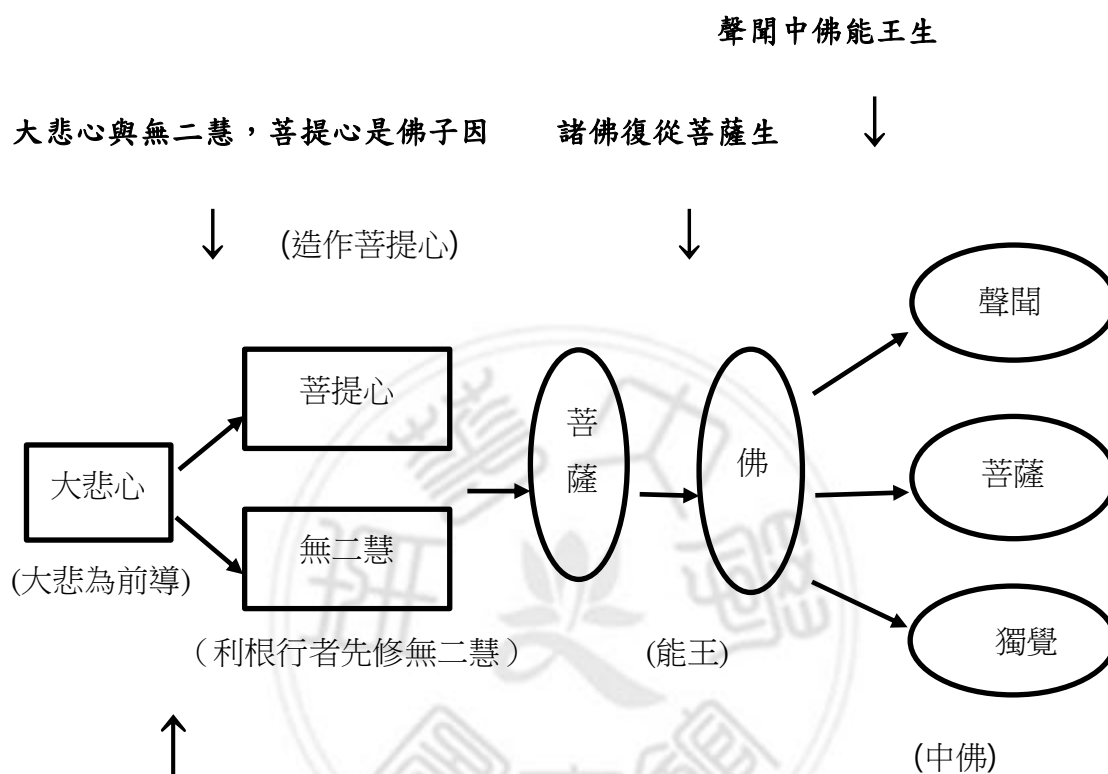 聲聞中佛能王生
大悲心與無二慧，菩提心是佛子因
諸佛復從菩薩生
(造作菩提心)
聲聞
菩提心
菩薩
佛
大悲心
菩薩
無二慧
(大悲為前導)
（利根行者先修無二慧）
(能王)
獨覺
(中佛)